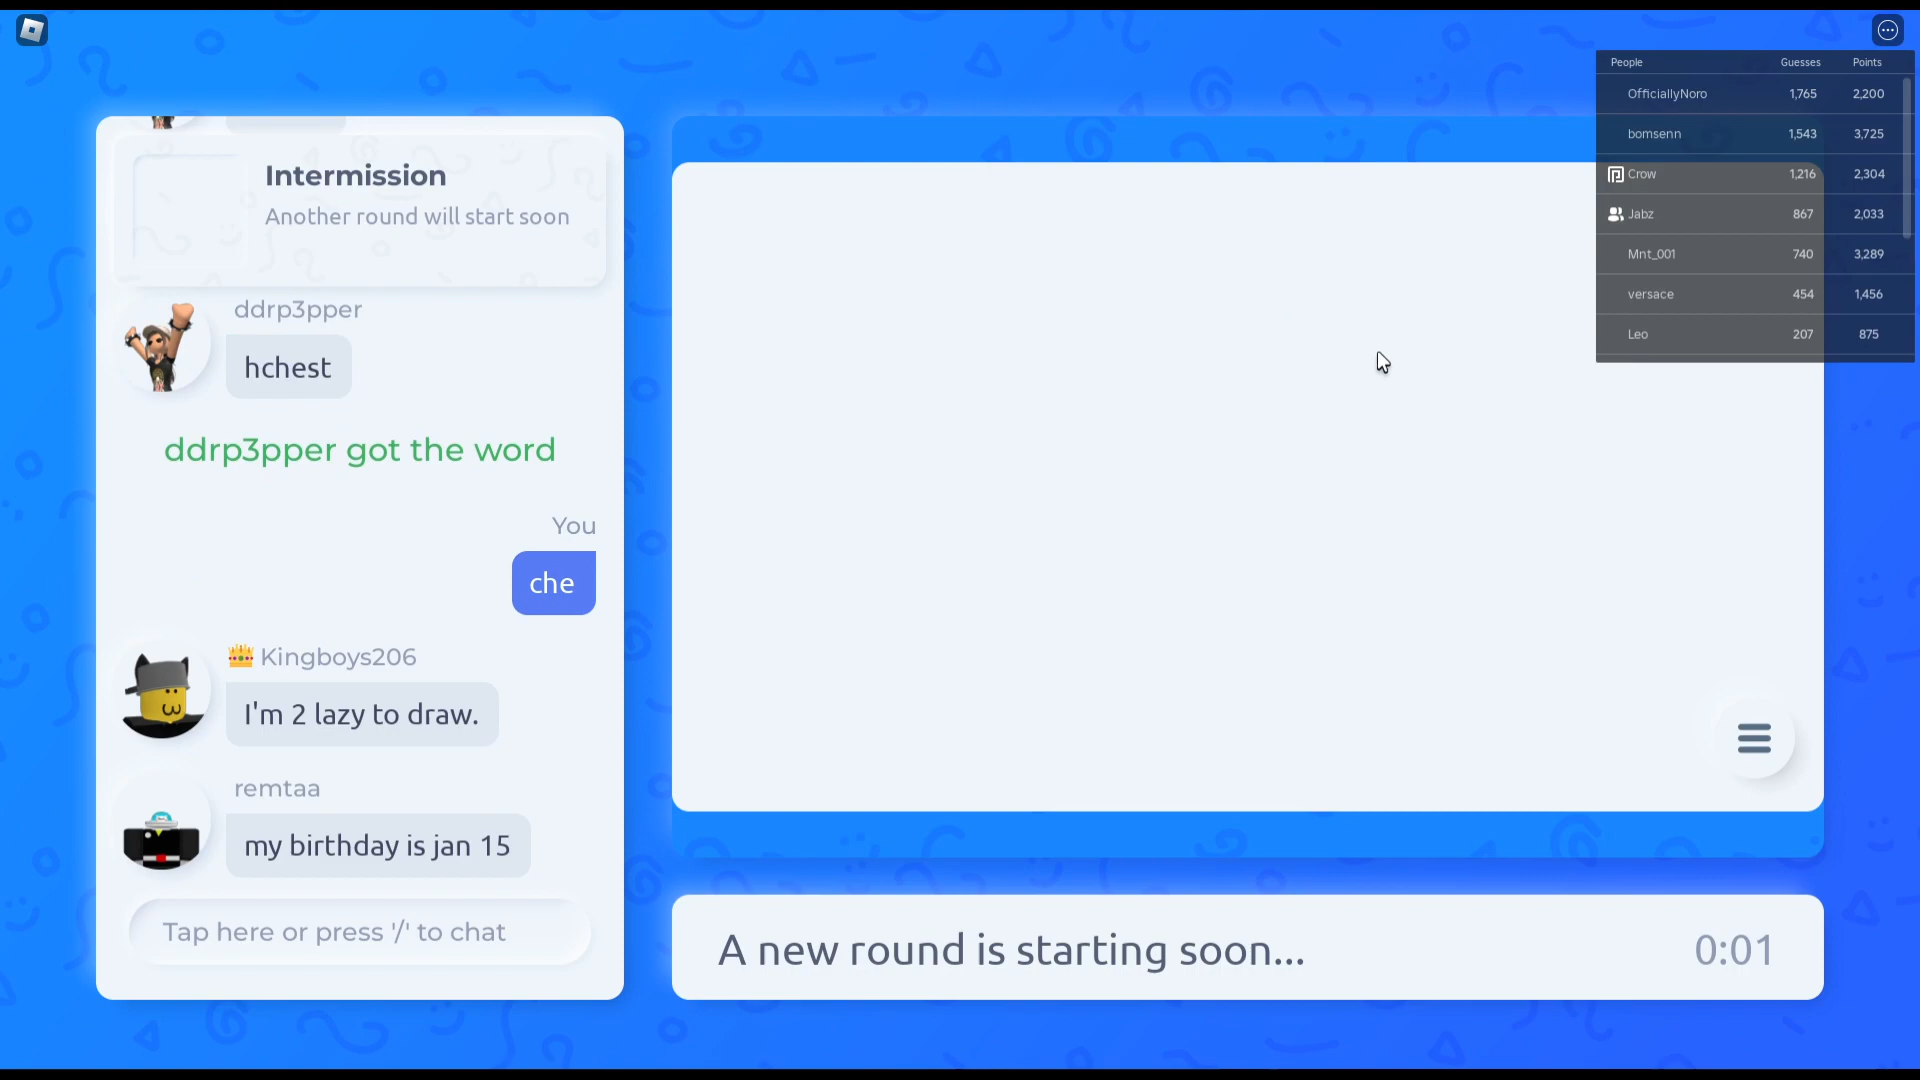 People Guesses Points
OfficiallyNoro 1,765 2,200
bomsenn 1,543 3,725
Crow 1,216 2,304
Jabz 867 2,033
Mnt_001 740 3,289
versace 454 1,456
Leo 207 875
Intermission
Another round will start soon
ddrp3pper
hchest
ddrp3pper got the word
You
che
Kingboys206
I'm 2 lazy to draw.
remtaa
my birthday is jan 15
Tap here or press '/' to chat
A new round is starting soon... 0:01